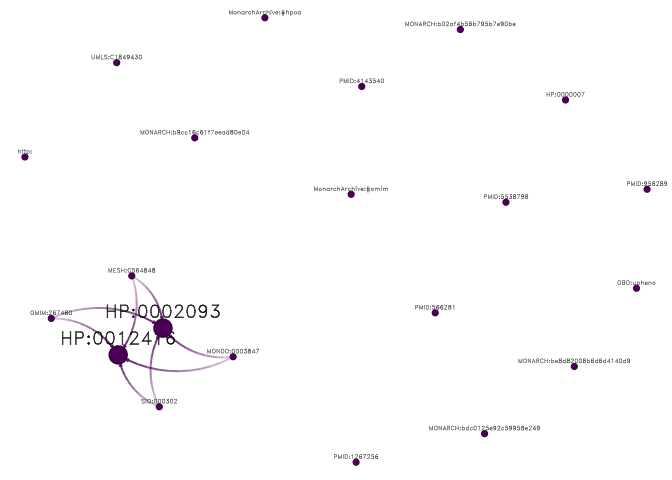 MonarchArchive:#hpoa
MONARCH:b02af4b56b795b7e90be
UMLS:C1849430
PMID:4143540
HP:0000007
MONARCH:b9cc16c61f7eead80e04
http:
PMID:958289
MonarchArchive:#omim
PMID:5538798
MESH:C564848
OBO:upheno
OMIM:267480
HP:0002093
PMID:566281
HP:0012416
MONDO:0003847
MONARCH:be8d82008b6d6d4140d9
SIO:000302
MONARCH:bdc0125e92c59958e249
PMID:1267256